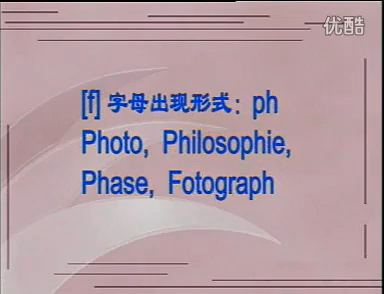 优酷
[f] 字母出现形式：ph
Photo, Philosophie,
Phase, Fotograph